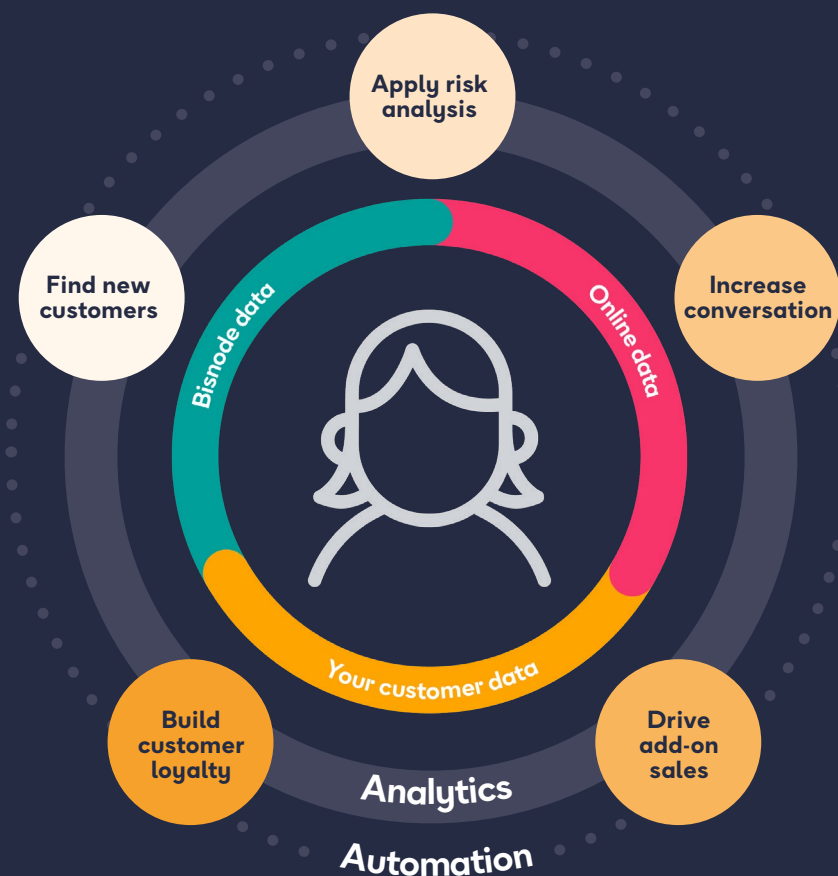 Apply risk
analysis
Find new
customers
Increase
conversation
Bisnode data
Online data
Your customer data
Build
customer
loyalty
Drive
add-on
sales
Analytics
Automation